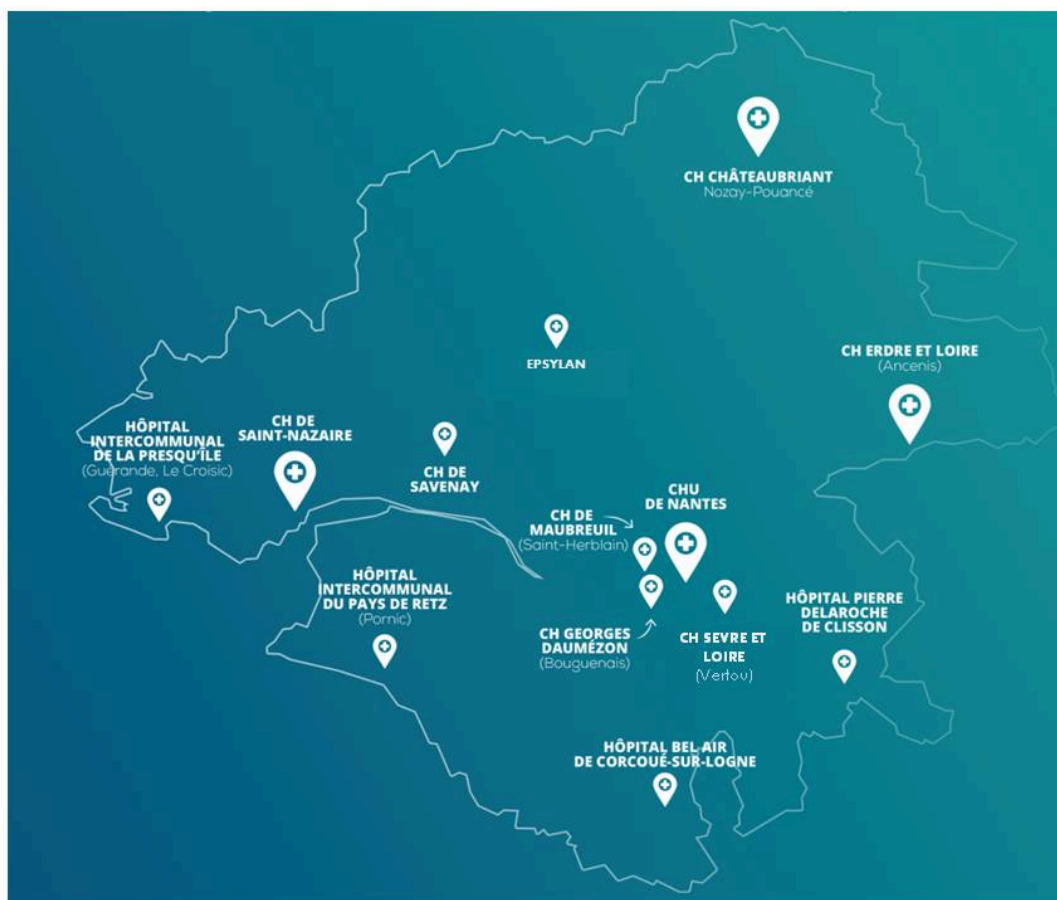 CH CHÂTEAUBRIANT
Nozay-Pouancé
EPSYLAN
CH ERDRE ET LOIRE
(Ancenis)
HÔPITAL
INTERCOMMUNAL
DE LA PRESQU'ÎLE
(Guérande, Le Croisic)
CH DE
SAINT-NAZAIRE
CH DE
SAVENAY
CHU
DE NANTES
CH DE
MAUBREUIL
(Saint-Herblain)
HÔPITAL
INTERCOMMUNAL
DU PAYS DE RETZ
(Pornic)
CH GEORGES
DAUMÉZON
(Bouguenais)
CH SEVRE ET
LOIRE
(Vertou)
HÔPITAL PIERRE
DELAROCHE
DE CLISSON
HÔPITAL BEL AIR
DE CORCOUÉ-SUR-LOGNE